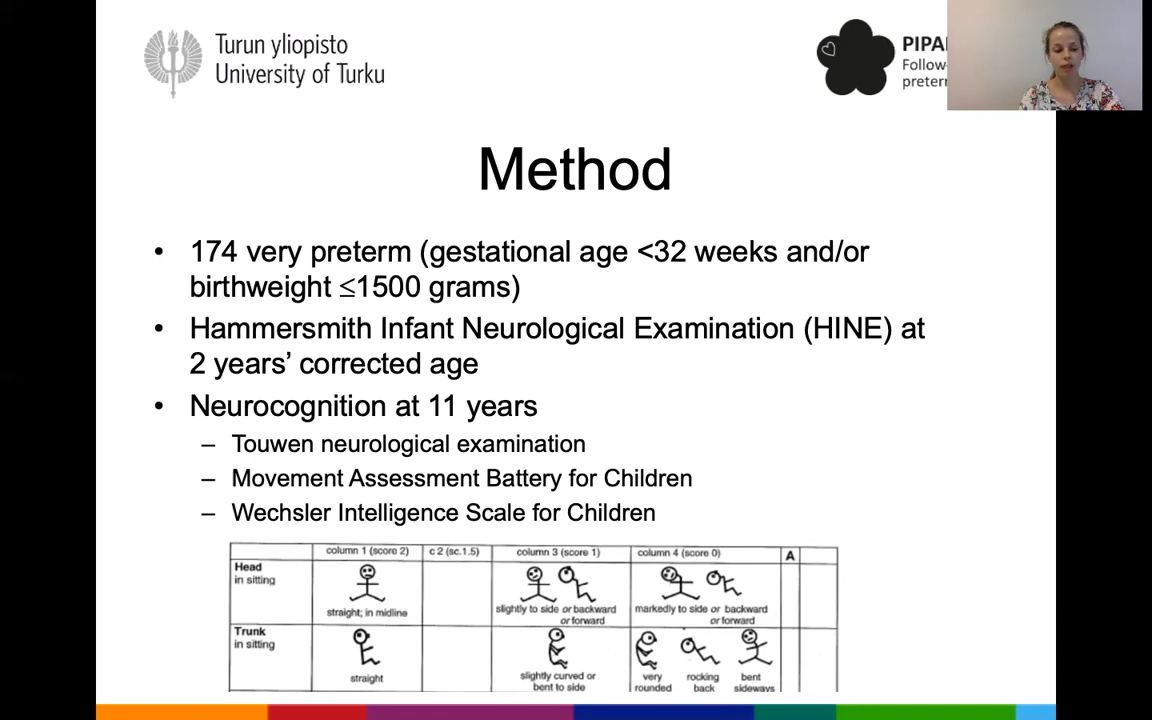 Turun yliopisto
University of Turku
PIPA
Follow-
preter
Method
• 174 very preterm (gestational age <32 weeks and/or
birthweight ≤1500 grams)
• Hammersmith Infant Neurological Examination (HINE) at
2 years’ corrected age
• Neurocognition at 11 years
– Touwen neurological examination
– Movement Assessment Battery for Children
– Wechsler Intelligence Scale for Children
column 1 (score 2) c 2 (sc.1.5) column 3 (score 1) column 4 (score 0) A
Head
in sitting
straight; in midline
slightly to side or backward
or forward
markedly to side or backward
or forward
Trunk
in sitting
straight
slightly curved or
bent to side
very
rounded
rocking
back
bent
sideways